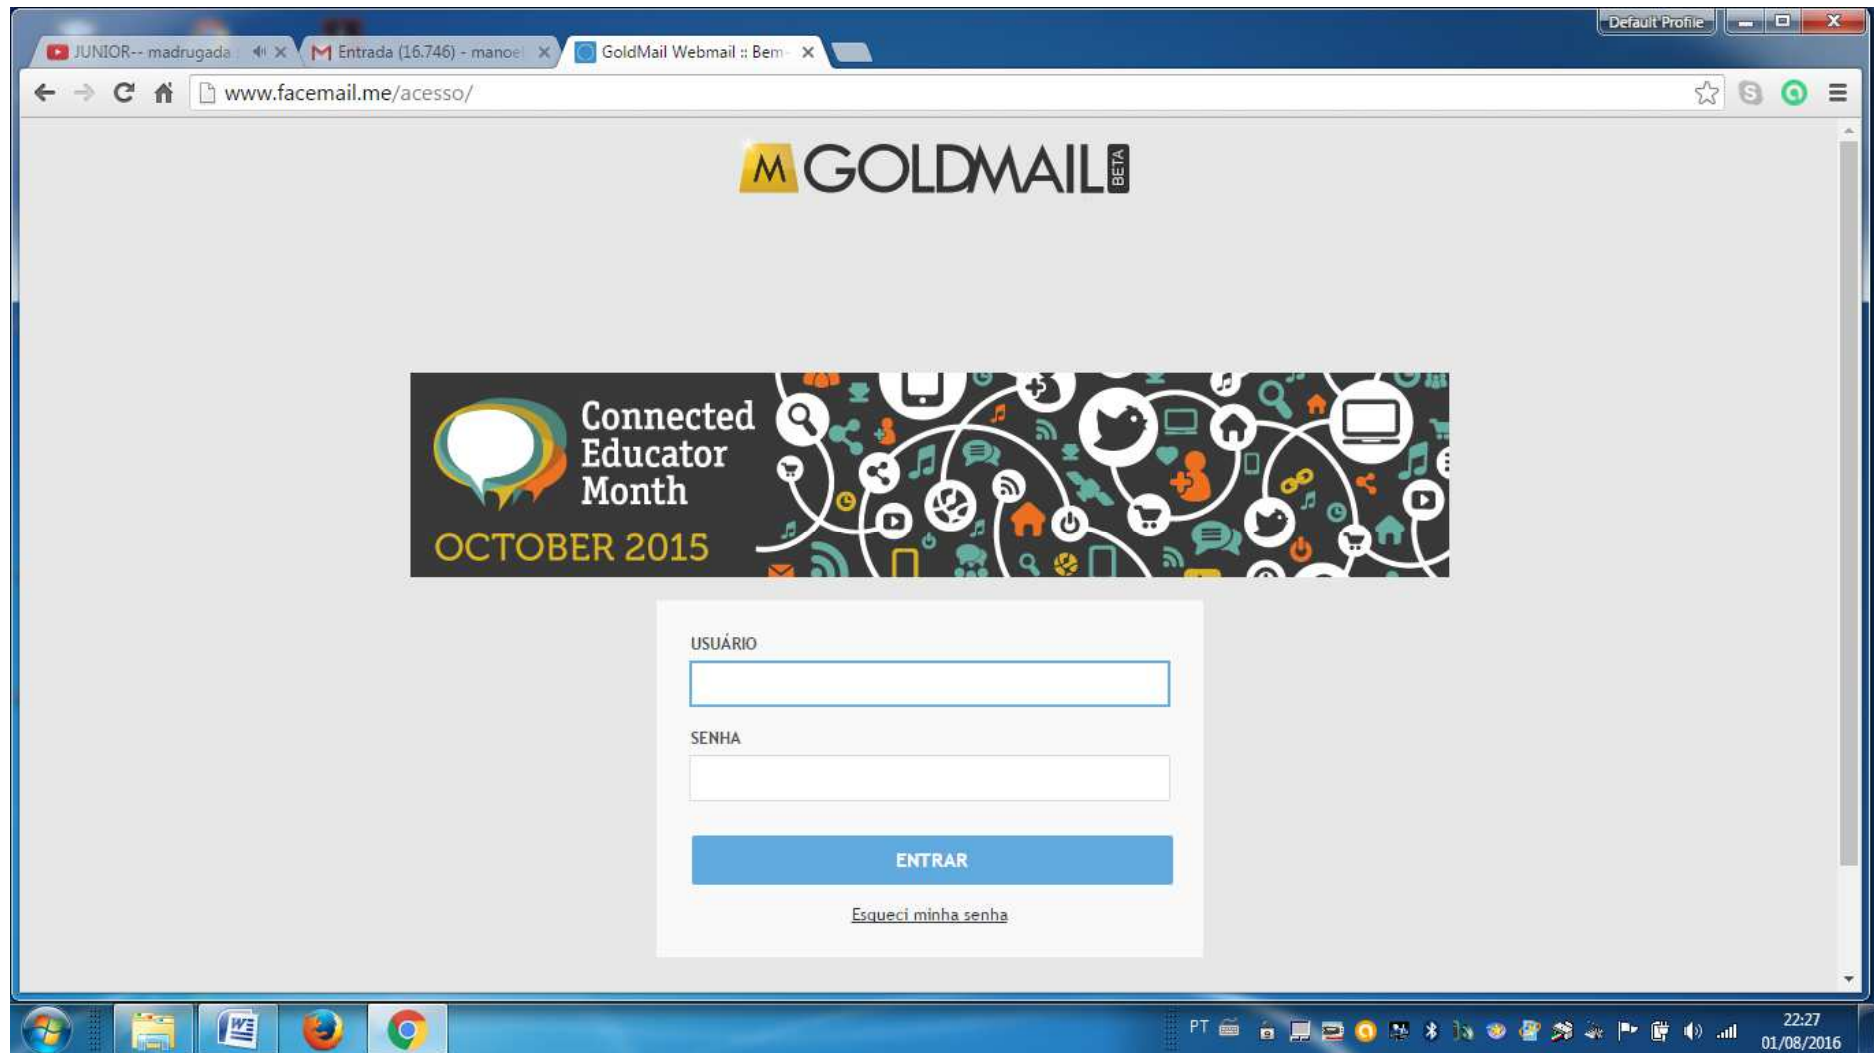 Default Profile
JUNIOR-- madrugada
Entrada (16.746) - manoel
GoldMail Webmail :: Bem-
www.facemail.me/acesso/
M GOLDMAIL BETA
Connected
Educator
Month
OCTOBER 2015
USUÁRIO
SENHA
ENTRAR
Esqueci minha senha
PT
22:27
01/08/2016